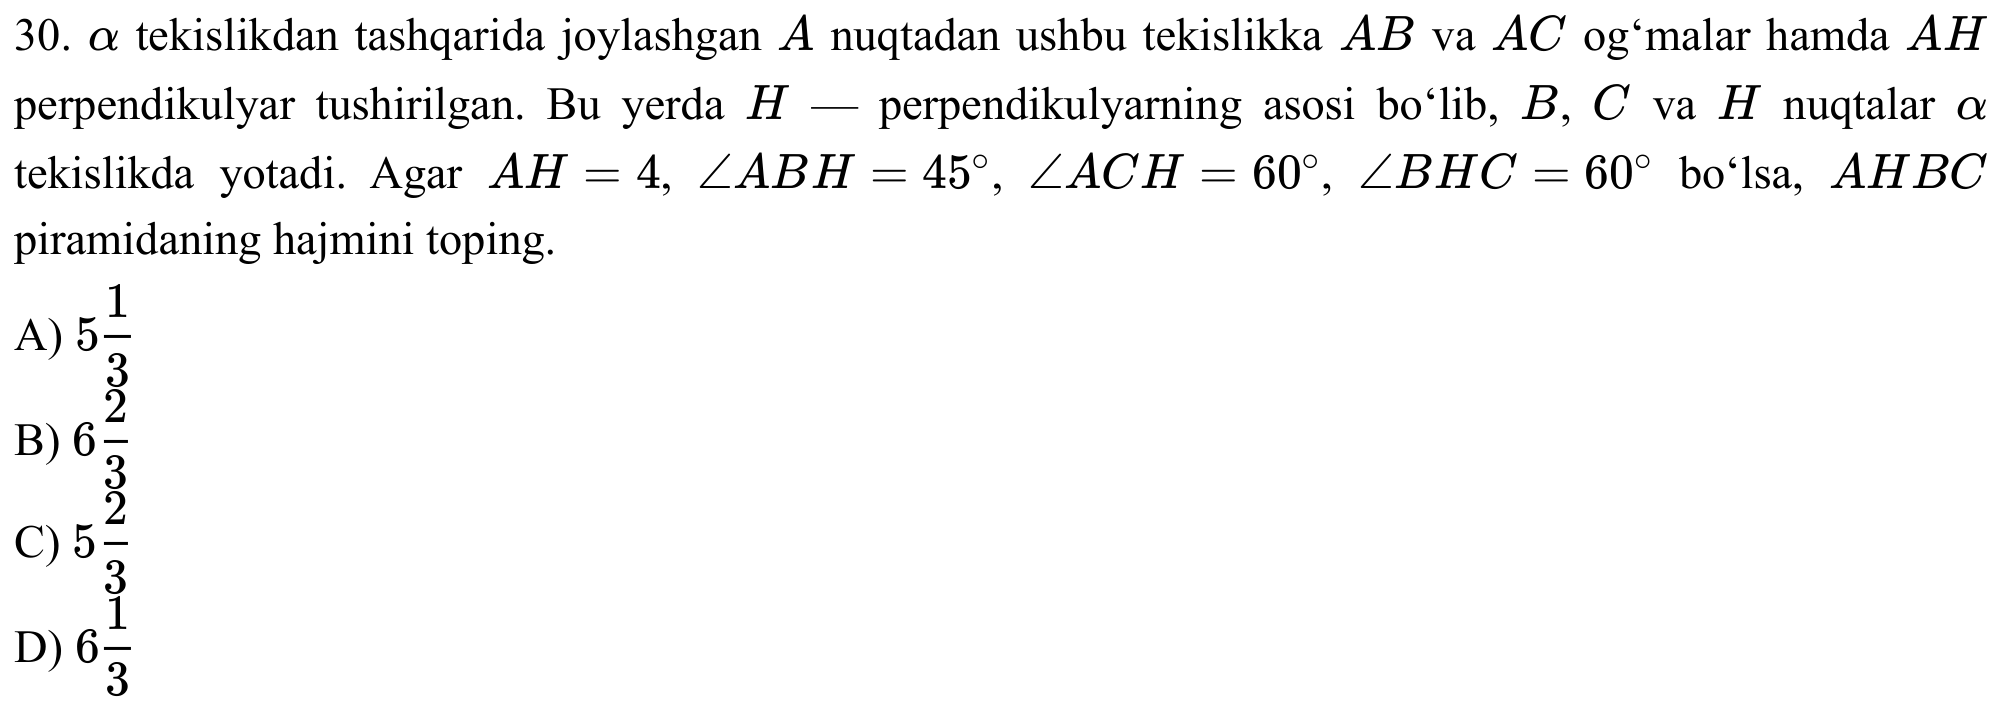 30. α tekislikdan tashqarida joylashgan A nuqtadan ushbu tekislikka AB va AC og‘malar hamda AH
perpendikulyar tushirilgan. Bu yerda H — perpendikulyarning asosi bo‘lib, B, C va H nuqtalar α
tekislikda yotadi. Agar AH = 4, ∠ABH = 45°, ∠ACH = 60°, ∠BHC = 60° bo‘lsa, AHBC
piramidaning hajmini toping.
A) 5 1/3
B) 6 2/3
C) 5 2/3
D) 6 1/3